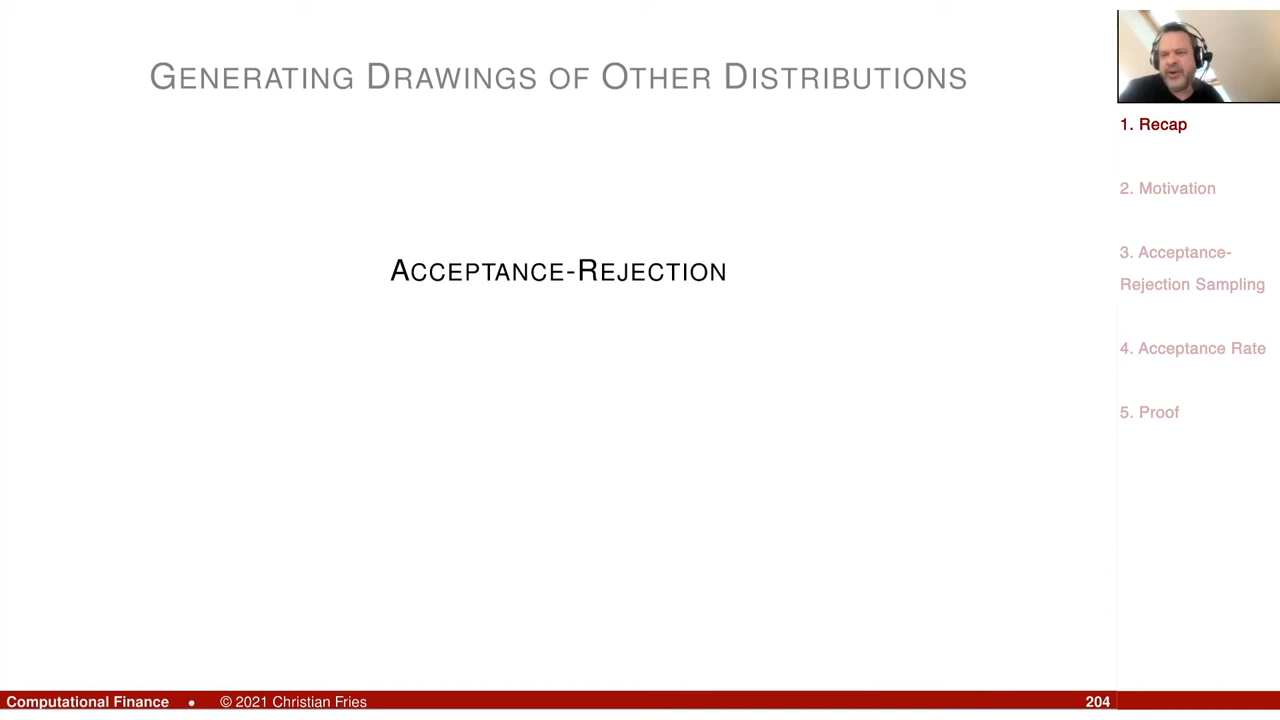 GENERATING DRAWINGS OF OTHER DISTRIBUTIONS
ACCEPTANCE-REJECTION
1. Recap
2. Motivation
3. Acceptance-
Rejection Sampling
4. Acceptance Rate
5. Proof
Computational Finance • © 2021 Christian Fries 204